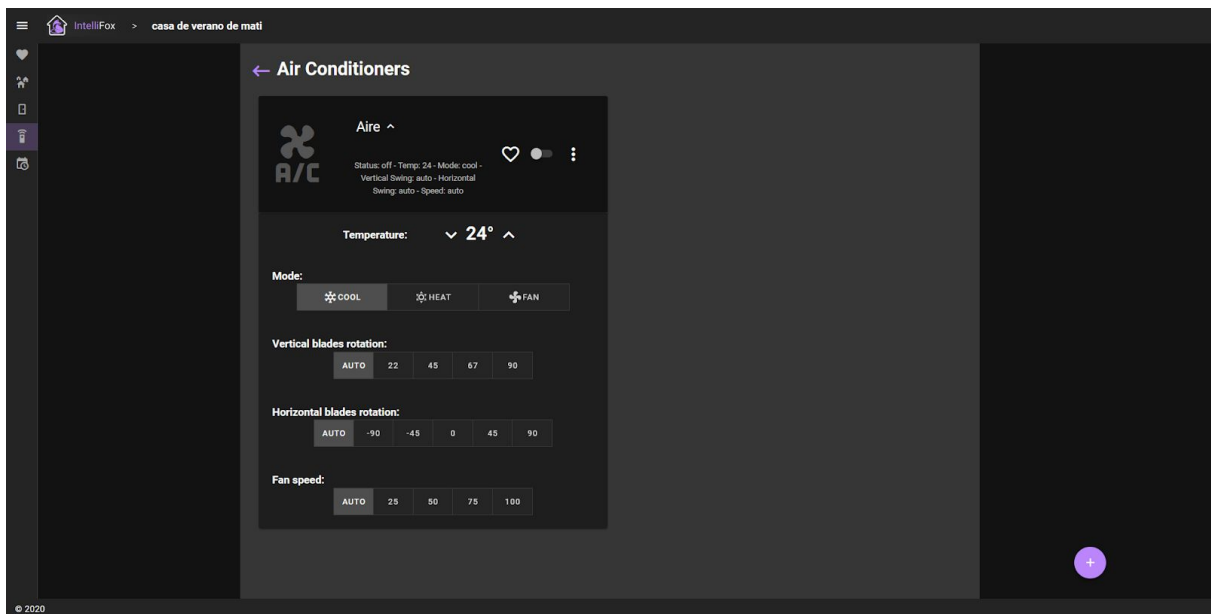 IntelliFox > casa de verano de mati
← Air Conditioners
A/C
Aire
Status: off - Temp: 24 - Mode: cool -
Vertical Swing: auto - Horizontal
Swing: auto - Speed: auto
Temperature: 24°
Mode:
COOL HEAT FAN
Vertical blades rotation:
AUTO 22 45 67 90
Horizontal blades rotation:
AUTO -90 -45 0 45 90
Fan speed:
AUTO 25 50 75 100
+
© 2020